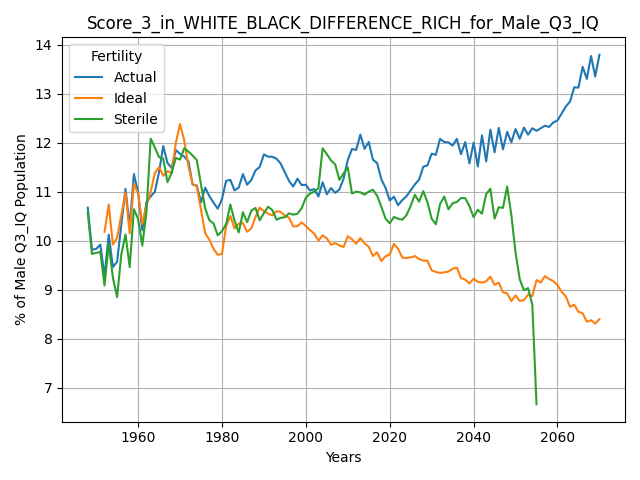 Score_3_in_WHITE_BLACK_DIFFERENCE_RICH_for_Male_Q3_IQ
Fertility
Actual
Ideal
Sterile
% of Male Q3_IQ Population
14
13
12
11
10
9
8
7
1960
1980
2000
2020
2040
2060
Years